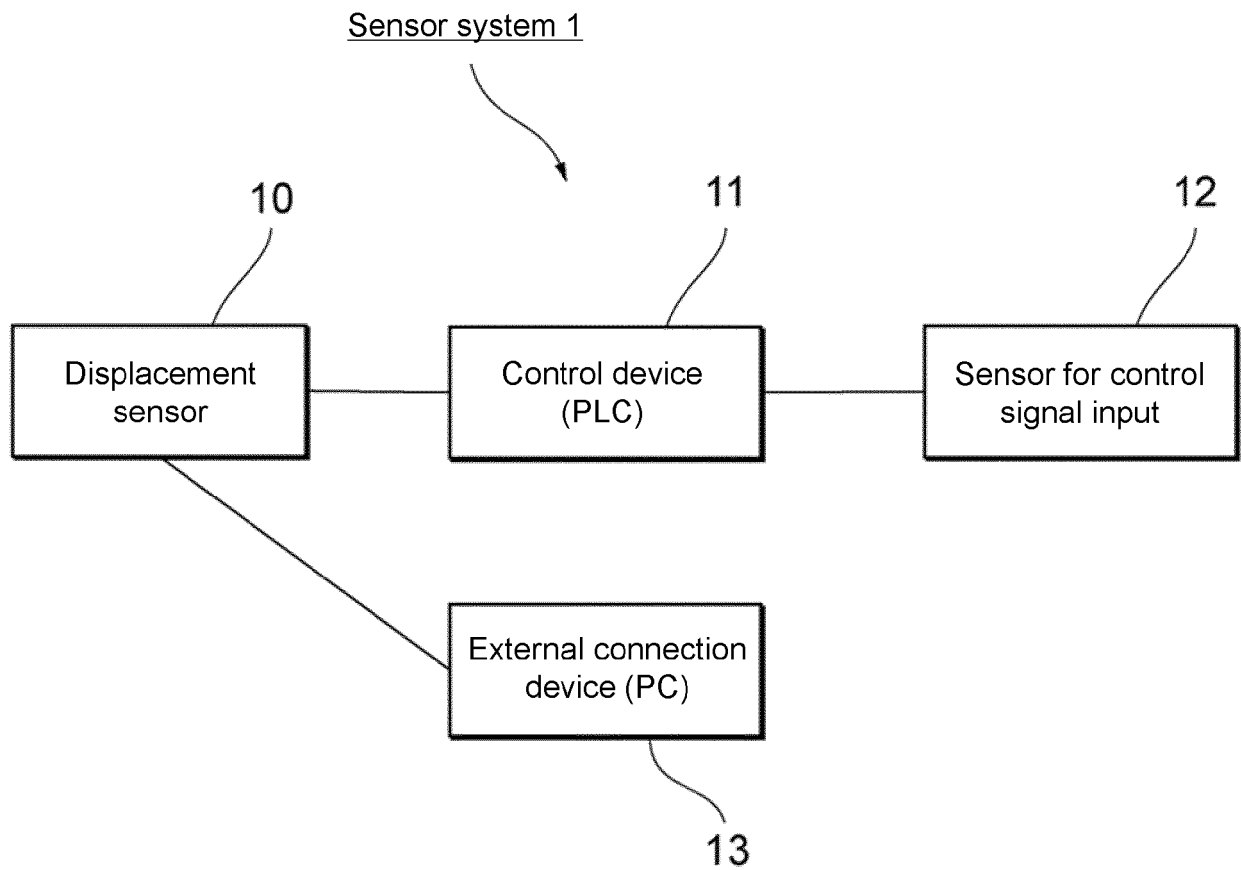 Sensor system 1
10
11
12
Displacement
sensor
Control device
(PLC)
Sensor for control
signal input
External connection
device (PC)
13